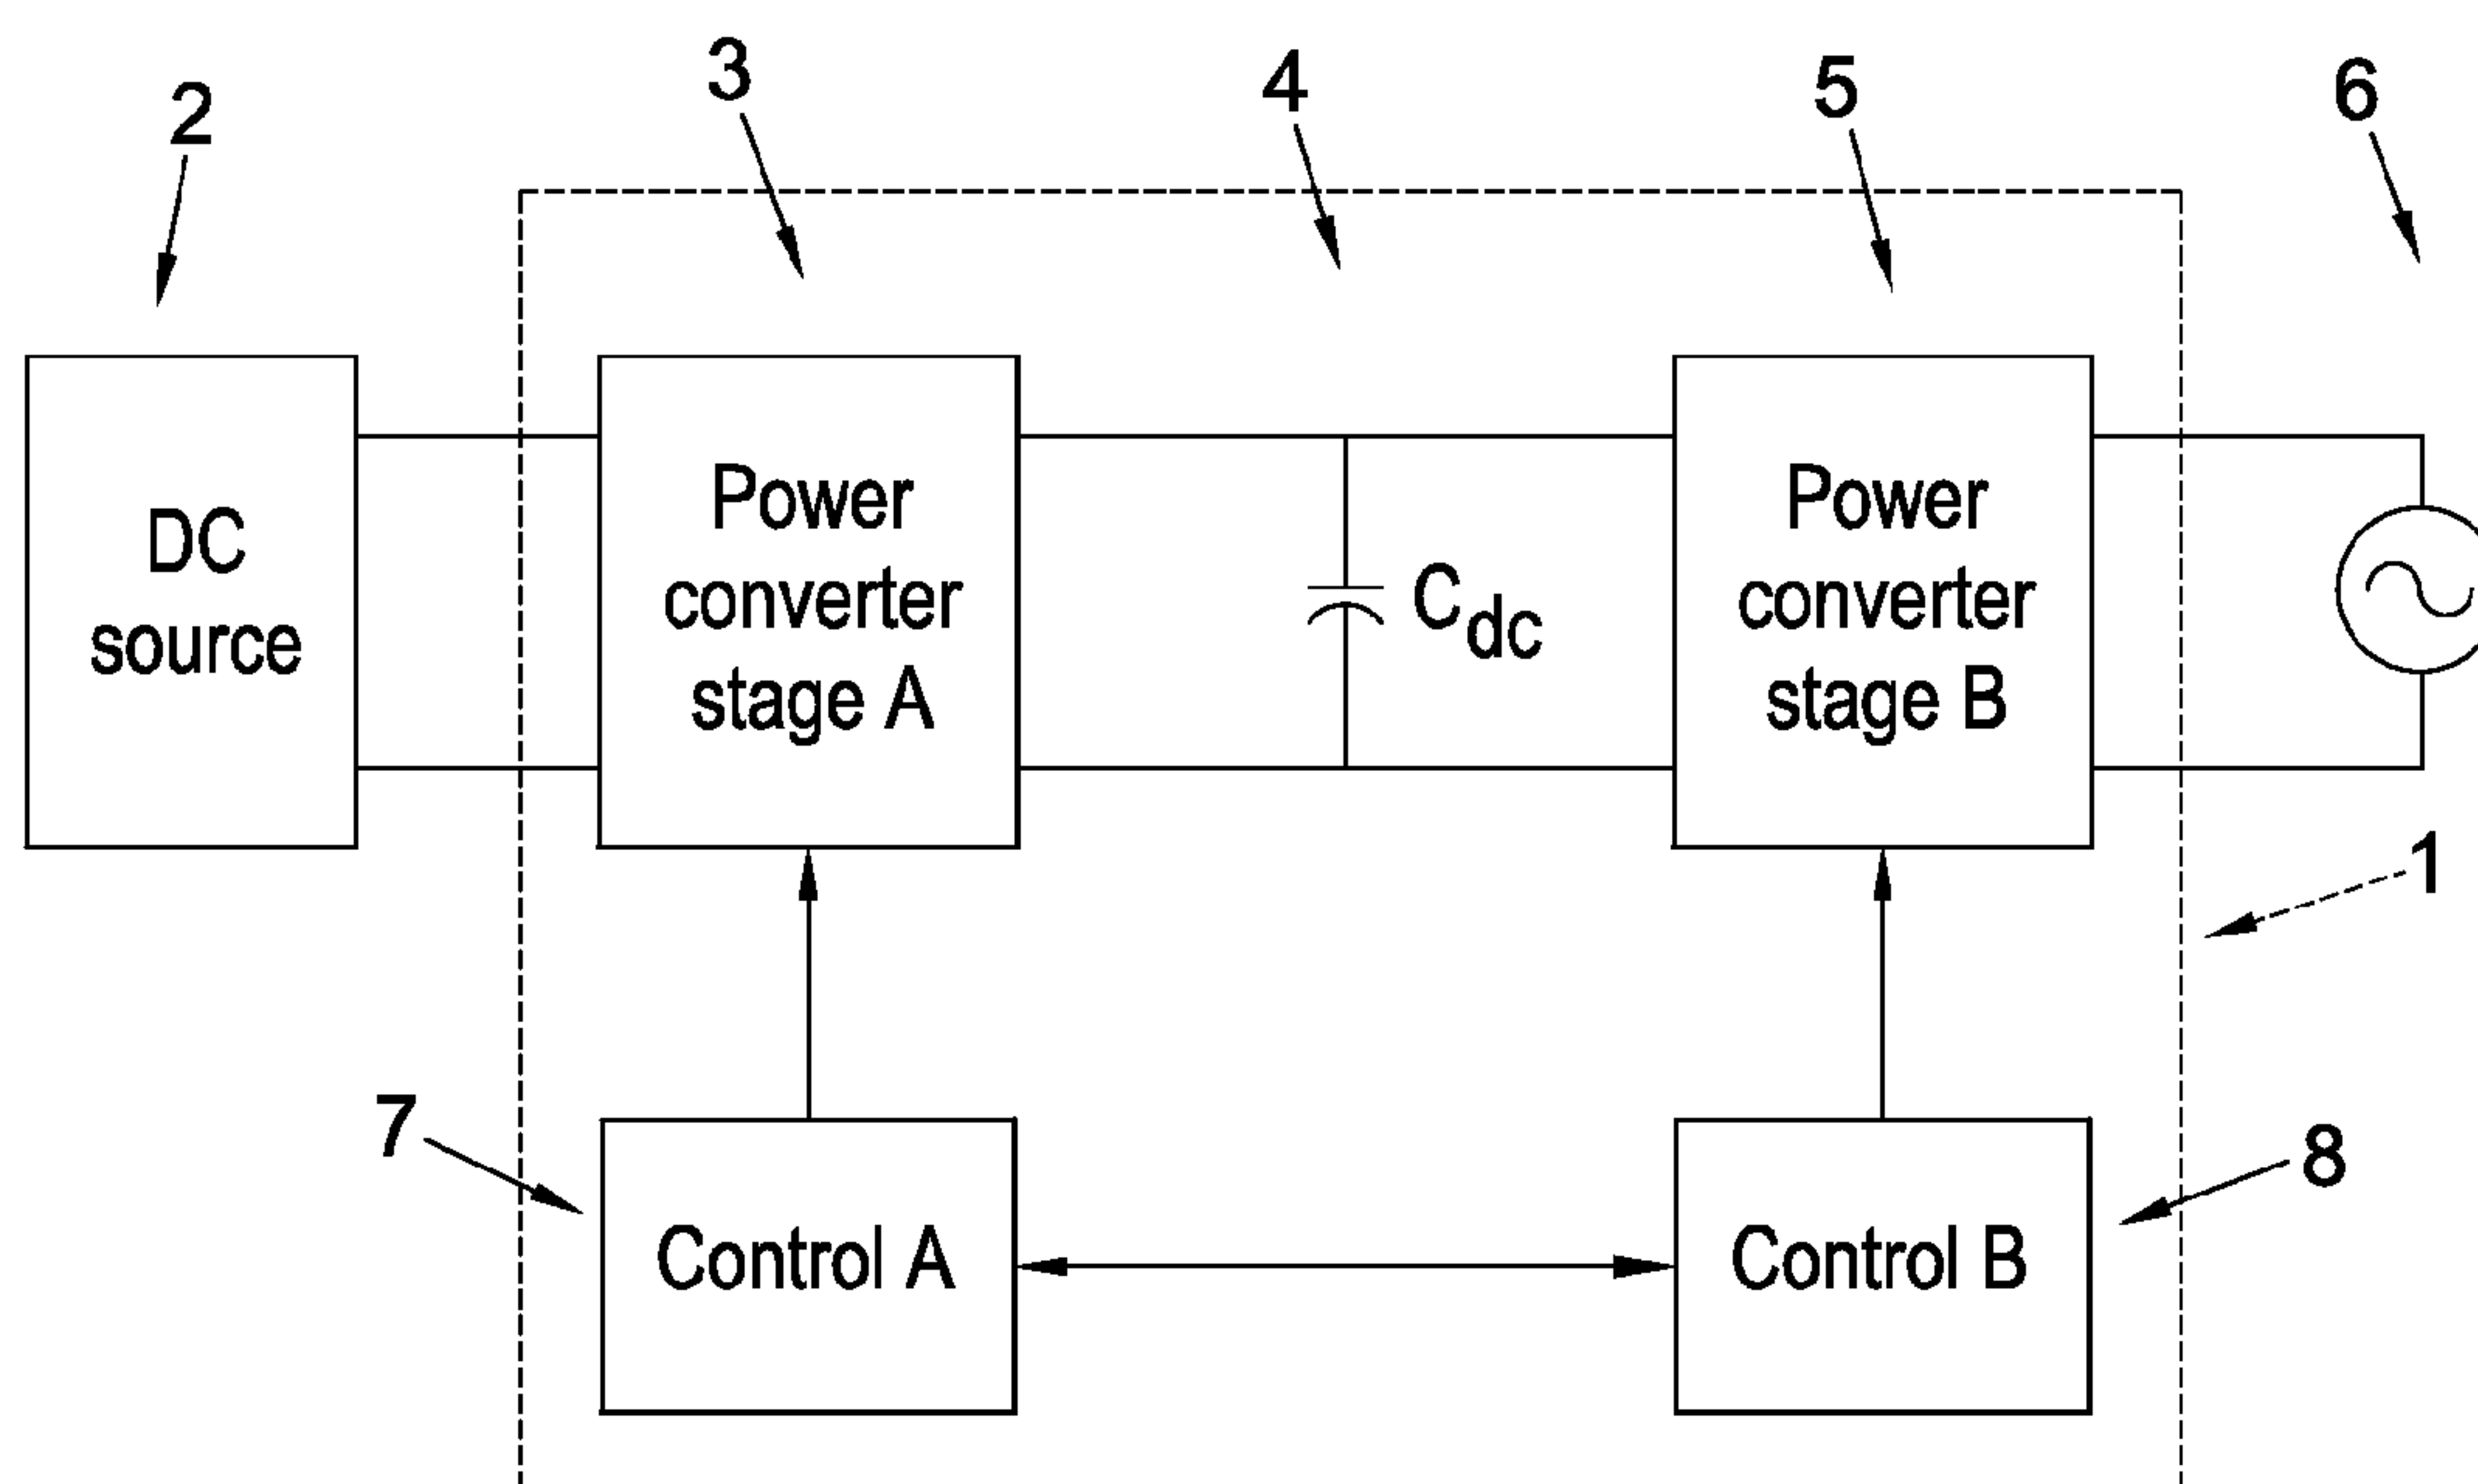 3
4
5
6
2
DC
source
Power
converter
stage A
Cdc
Power
converter
stage B
1
7
8
Control A
Control B